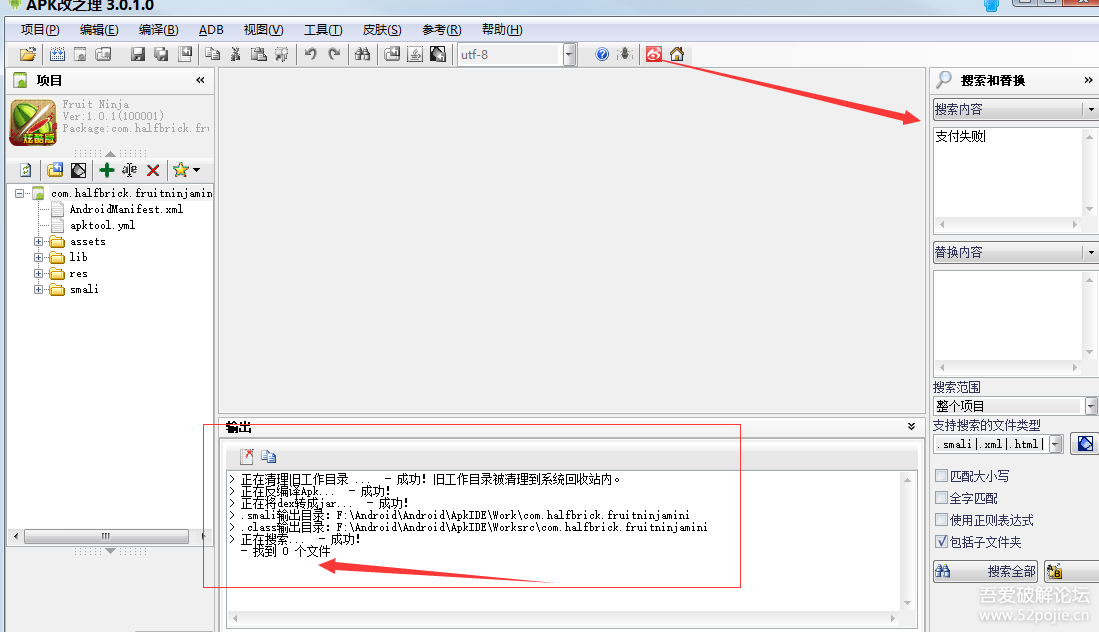 APK改之理 3.0.1.0
项目(P) 编辑(E) 编译(B) ADB 视图(V) 工具(T) 皮肤(S) 参考(R) 帮助(H)
utf-8
项目
炫酷版
Fruit Ninja
Ver:1.0.1(100001)
Package:com.halfbrick.fru
com.halfbrick.fruitninjamin
AndroidManifest.xml
apktool.yml
assets
lib
res
smali
输出
> 正在清理旧工作目录 ... - 成功! 旧工作目录被清理到系统回收站内。
> 正在反编译Apk... - 成功!
> 正在将dex转成jar... - 成功!
> .smali输出目录: F:\Android\Android\ApkIDE\Work\com.halfbrick.fruitninjamini
> .class输出目录: F:\Android\Android\ApkIDE\Worksrc\com.halfbrick.fruitninjamini
> 正在搜索... - 成功!
- 找到 0 个文件
搜索和替换
搜索内容
支付失败
替换内容
搜索范围
整个项目
支持搜索的文件类型
.smali|.xml|.html|
匹配大小写
全字匹配
使用正则表达式
包括子文件夹
搜索全部
吾爱破解论坛
www.52pojie.cn